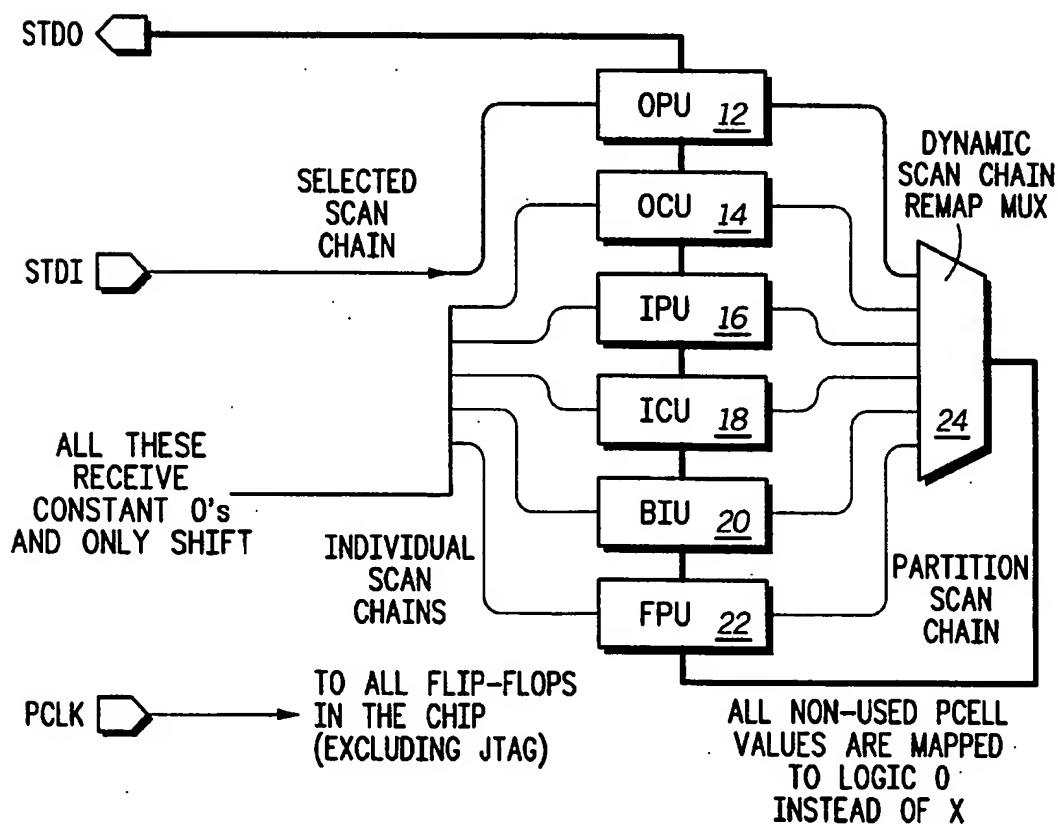 STDO
OPU 12
DYNAMIC
SCAN CHAIN
REMAP MUX
SELECTED
SCAN
CHAIN
OCU 14
STDI
IPU 16
ICU 18
24
ALL THESE
RECEIVE
CONSTANT 0's
AND ONLY SHIFT
BIU 20
INDIVIDUAL
SCAN
CHAINS
PARTITION
SCAN
CHAIN
FPU 22
PCLK
TO ALL FLIP-FLOPS
IN THE CHIP
(EXCLUDING JTAG)
ALL NON-USED PCELL
VALUES ARE MAPPED
TO LOGIC 0
INSTEAD OF X